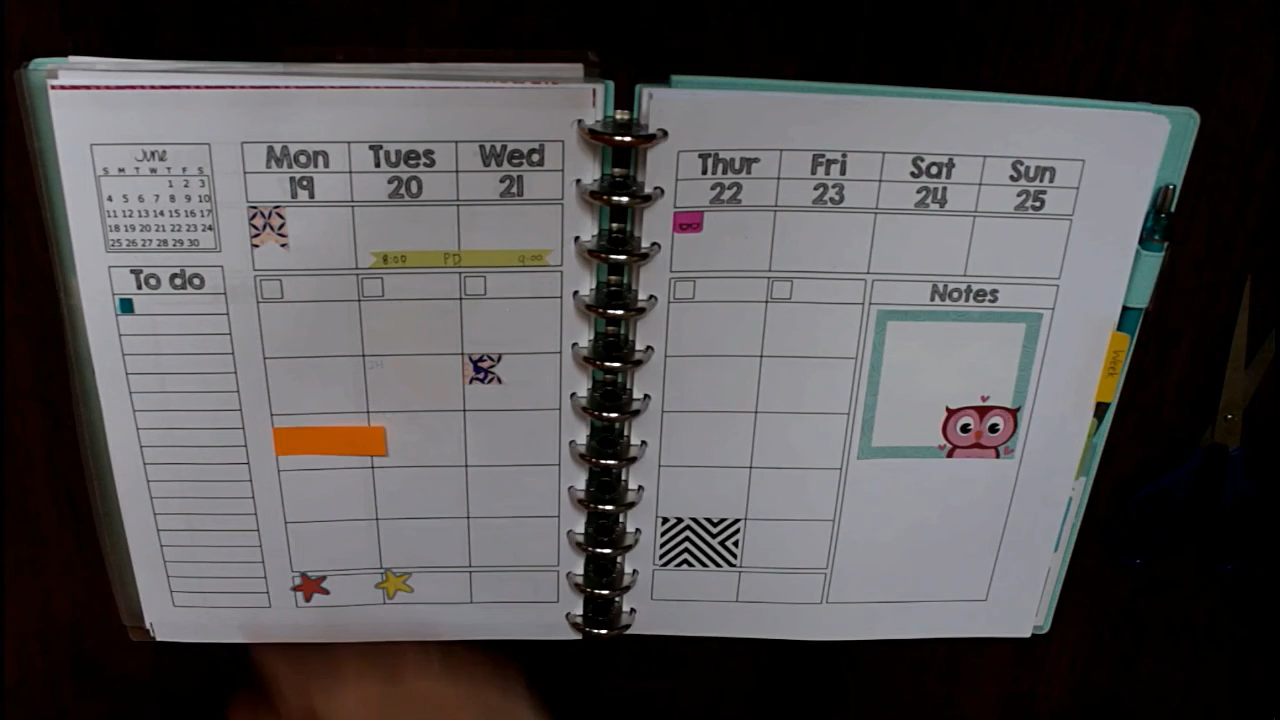 June
S M T W T F S
1 2 3
4 5 6 7 8 9 10
11 12 13 14 15 16 17
18 19 20 21 22 23 24
25 26 27 28 29 30
To do
Mon Tues Wed
19 20 21
8:00 PD 9:00
Thur Fri Sat Sun
22 23 24 25
Notes
Week